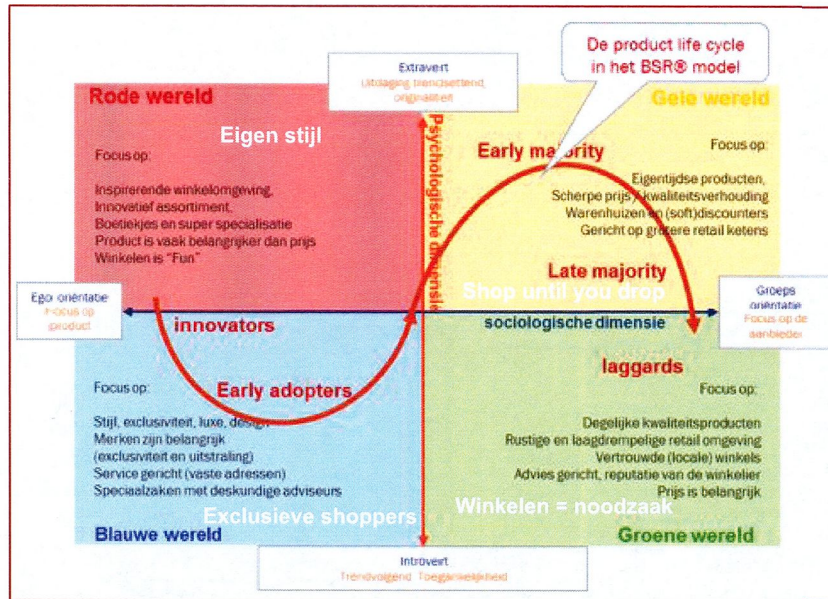 De product life cycle
in het BSR® model
Extravert
Uitdaging trendsettend,
originaliteit
Rode wereld
Eigen stijl
Focus op:
Inspirerende winkelomgeving,
Innovatief assortiment,
Boetiekjes en super specialisatie
Product is vaak belangrijker dan prijs
Winkelen is "Fun"
Gele wereld
Early majority
Focus op:
Eigentijdse producten,
Scherpe prijs / kwaliteitsverhouding
Warenhuizen en (soft)discounters
Gericht op grotere retail ketens
Late majority
Shop until you drop
Psychologische dimensie
Ego oriëntatie
Focus op
product
innovators
sociologische dimensie
Groeps
oriëntatie
Focus op de
aanbieder
Early adopters
Focus op:
Stijl, exclusiviteit, luxe, design
Merken zijn belangrijk
(exclusiviteit en uitstraling)
Service gericht (vaste adressen)
Speciaalzaken met deskundige adviseurs
Exclusieve shoppers
Blauwe wereld
laggards
Focus op:
Degelijke kwaliteitsproducten
Rustige en laagdrempelige retail omgeving
Vertrouwde (locale) winkels
Advies gericht, reputatie van de winkelier
Prijs is belangrijk
Winkelen = noodzaak
Groene wereld
Introvert
Trendvolgend Toegankelijkheid